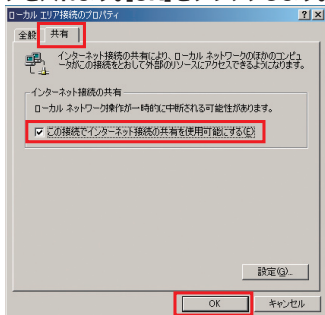 ーカル エリア接続のプロパティ
全般 共有
インターネット接続の共有により、ローカル ネットワークのほかのコンピュ
ータがこの接続をとおして外部のリソースにアクセスできるようになります。
インターネット接続の共有
ローカル ネットワーク操作が一時的に中断される可能性があります。
この接続でインターネット接続の共有を使用可能にする(E)
設定(G)...
OK キャンセル